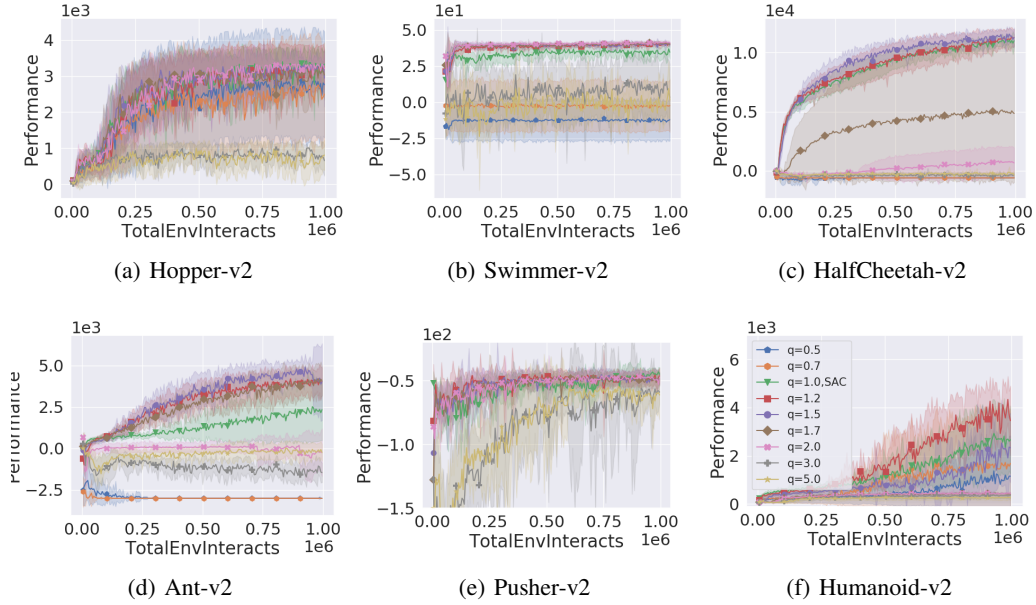 1e3
Performance
4
3
2
1
0
0.00 0.25 0.50 0.75 1.00
TotalEnvInteracts 1e6
(a) Hopper-v2
1e1
Performance
5.0
2.5
0.0
−2.5
−5.0
0.00 0.25 0.50 0.75 1.00
TotalEnvInteracts 1e6
(b) Swimmer-v2
1e4
Performance
1.0
0.5
0.0
0.00 0.25 0.50 0.75 1.00
TotalEnvInteracts 1e6
(c) HalfCheetah-v2
1e3
Performance
5.0
2.5
0.0
−2.5
0.00 0.25 0.50 0.75 1.00
TotalEnvInteracts 1e6
(d) Ant-v2
1e2
Performance
−0.5
−1.0
−1.5
0.00 0.25 0.50 0.75 1.00
TotalEnvInteracts 1e6
(e) Pusher-v2
1e3
Performance
6
4
2
0
q=0.5
q=0.7
q=1.0,SAC
q=1.2
q=1.5
q=1.7
q=2.0
q=3.0
q=5.0
0.00 0.25 0.50 0.75 1.00
TotalEnvInteracts 1e6
(f) Humanoid-v2